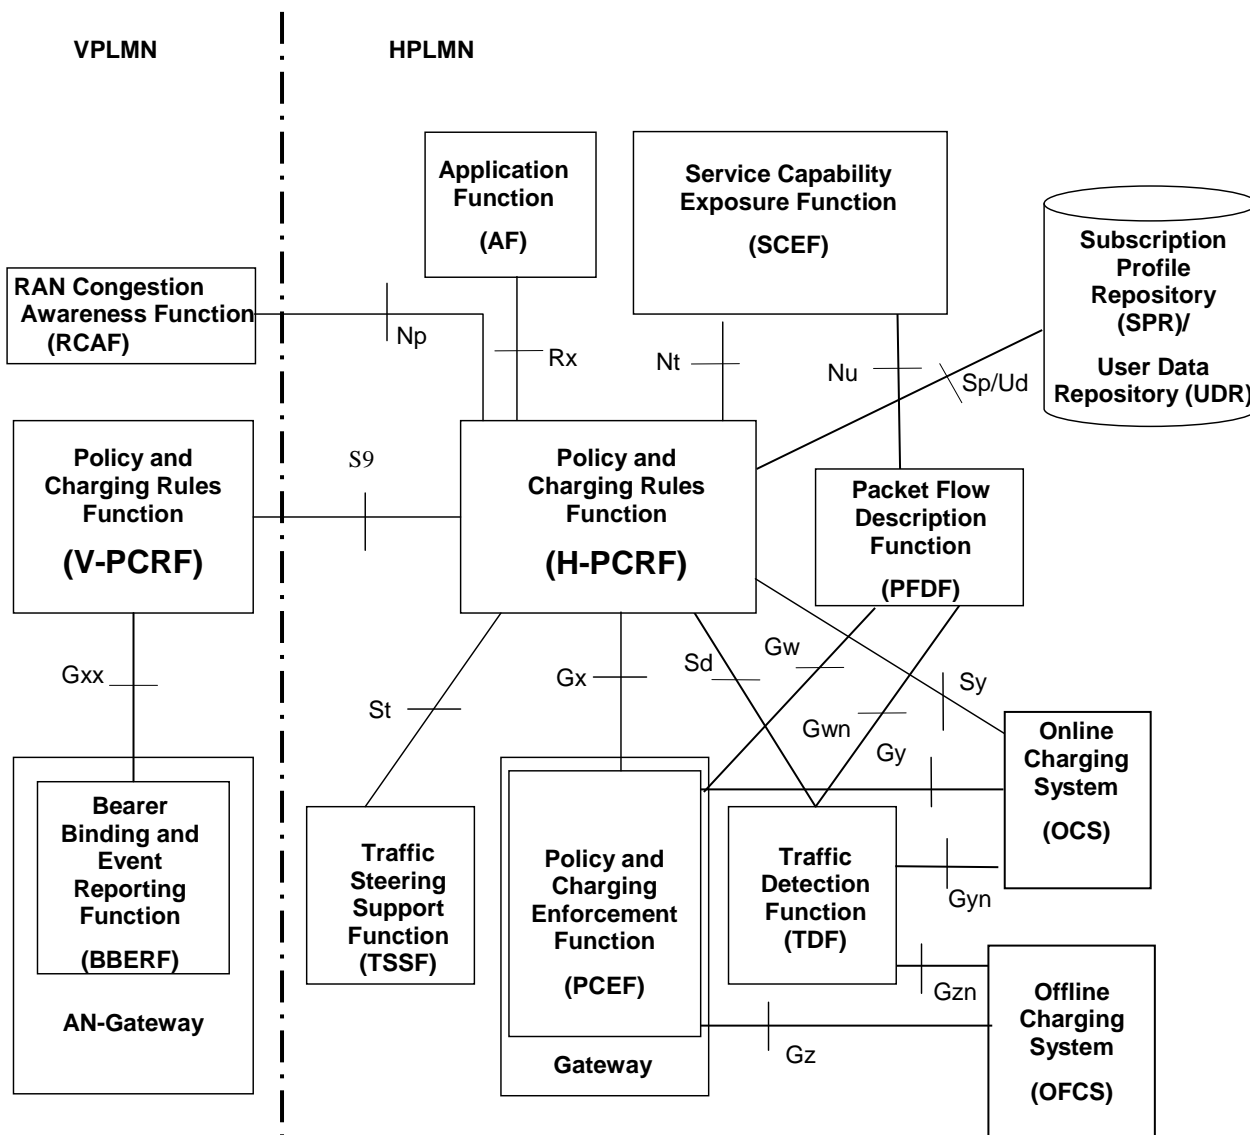 VPLMN
HPLMN
Application
Function
(AF)
Service Capability
Exposure Function
(SCEF)
Subscription
Profile
Repository
(SPR)/
User Data
Repository (UDR)
RAN Congestion
Awareness Function
(RCAF)
Np
Rx
Nt
Nu
Sp/Ud
Policy and
Charging Rules
Function
(V-PCRF)
S9
Policy and
Charging Rules
Function
(H-PCRF)
Packet Flow
Description
Function
(PFDF)
Gxx
St
Gx
Sd
Gw
Gwn
Sy
Gy
Online
Charging
System
(OCS)
Bearer
Binding and
Event
Reporting
Function
(BBERF)
AN-Gateway
Traffic
Steering
Support
Function
(TSSF)
Policy and
Charging
Enforcement
Function
(PCEF)
Gateway
Traffic
Detection
Function
(TDF)
Gyn
Gzn
Gz
Offline
Charging
System
(OFCS)